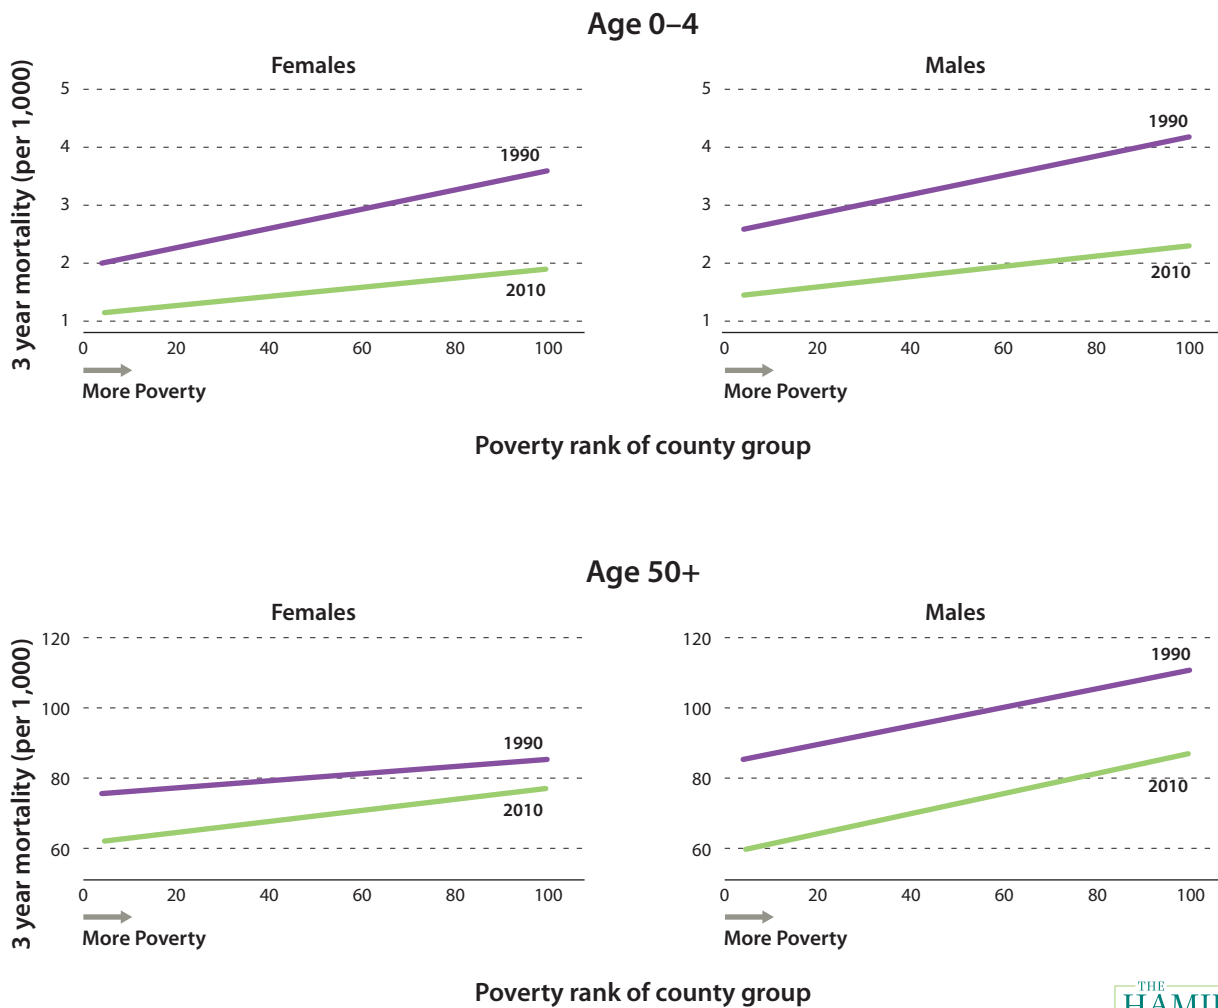 Age 0–4
Females
3 year mortality (per 1,000)
5
4
3
2
1
1990
2010
0 20 40 60 80 100
More Poverty
Males
5
4
3
2
1
1990
2010
0 20 40 60 80 100
More Poverty
Poverty rank of county group
Age 50+
Females
3 year mortality (per 1,000)
120
100
80
60
1990
2010
0 20 40 60 80 100
More Poverty
Males
120
100
80
60
1990
2010
0 20 40 60 80 100
More Poverty
Poverty rank of county group
THE